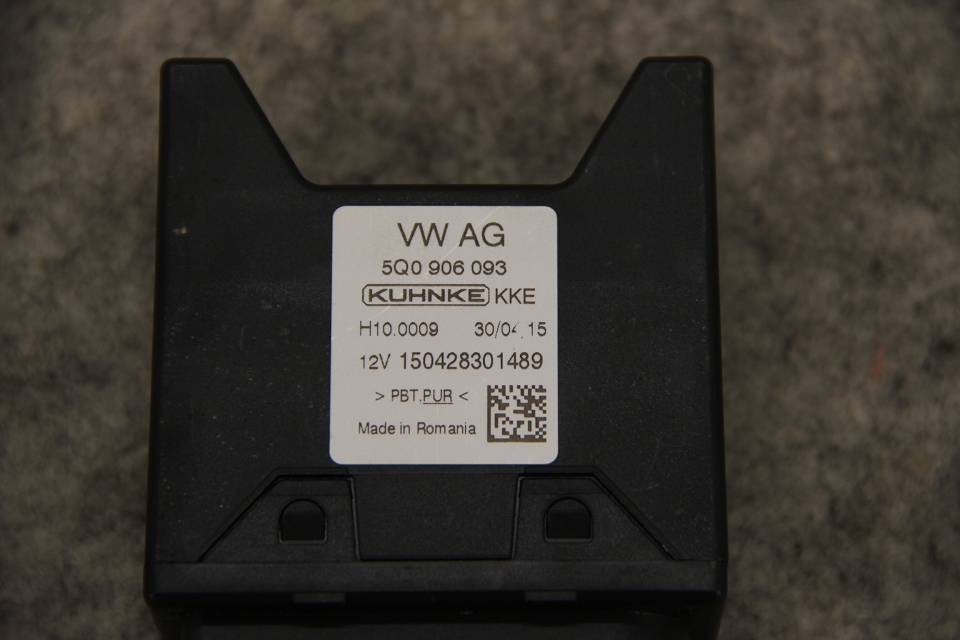 VW AG
5Q0 906 093
KUHNKE KKE
H10.0009 30/04.15
12V 150428301489
> PBT,PUR <
Made in Romania